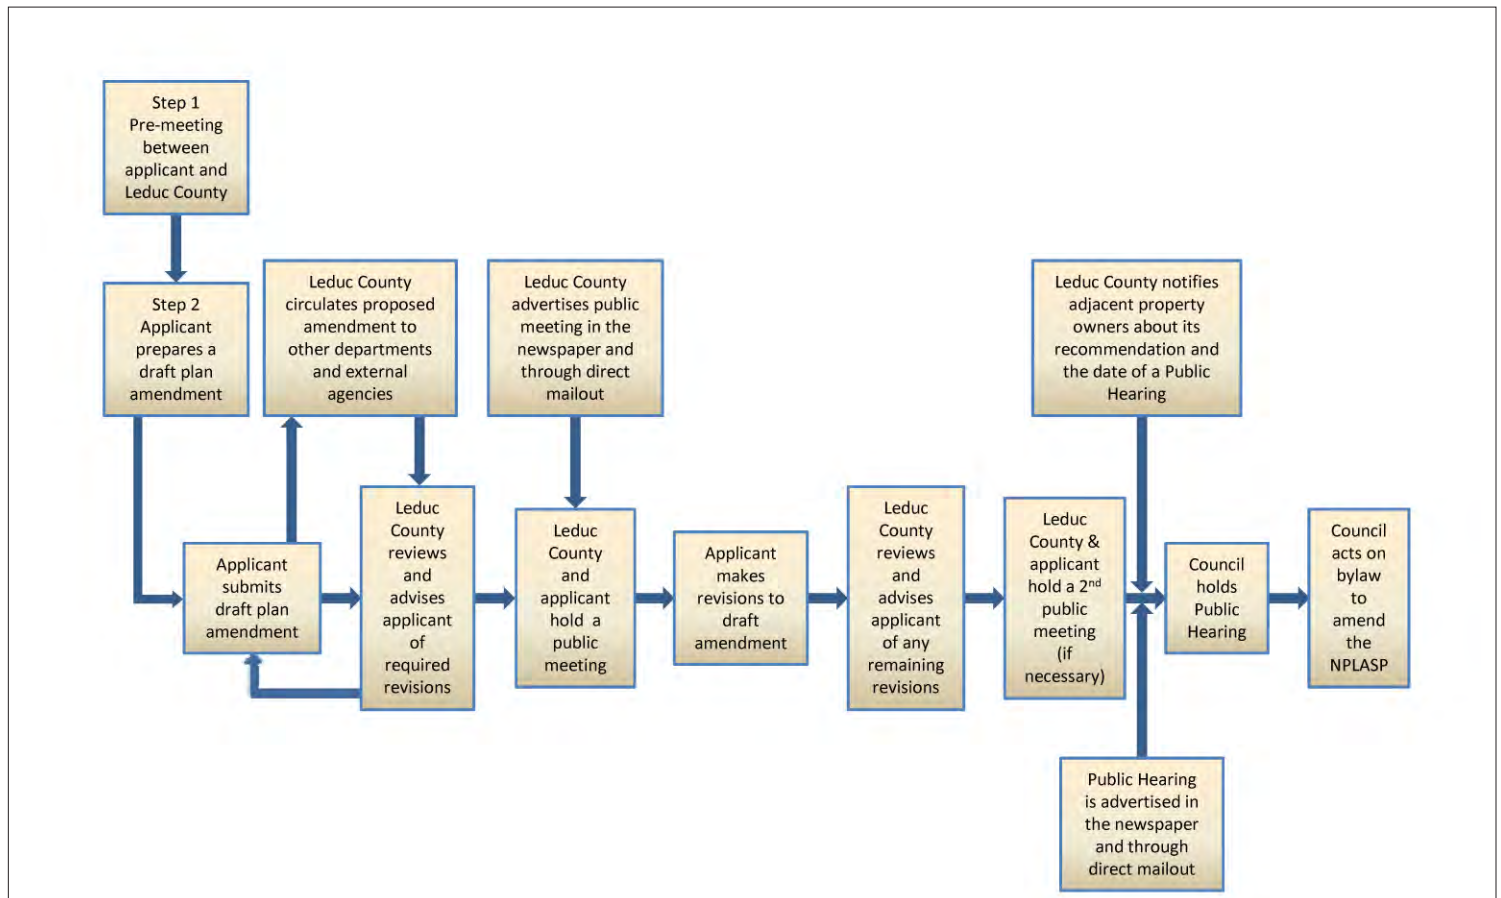 Step 1
Pre-meeting
between
applicant and
Leduc County
Step 2
Applicant
prepares a
draft plan
amendment
Leduc County
circulates proposed
amendment to
other departments
and external
agencies
Leduc County
advertises public
meeting in the
newspaper and
through direct
mailout
Leduc County notifies
adjacent property
owners about its
recommendation and
the date of a Public
Hearing
Applicant
submits
draft plan
amendment
Leduc
County
reviews
and
advises
applicant
of
required
revisions
Leduc
County
and
applicant
hold a
public
meeting
Applicant
makes
revisions to
draft
amendment
Leduc
County
reviews
and
advises
applicant
of any
remaining
revisions
Leduc
County &
applicant
hold a 2nd
public
meeting
(if
necessary)
Council
holds
Public
Hearing
Council
acts on
bylaw
to
amend
the
NPLASP
Public Hearing
is advertised in
the newspaper
and through
direct mailout